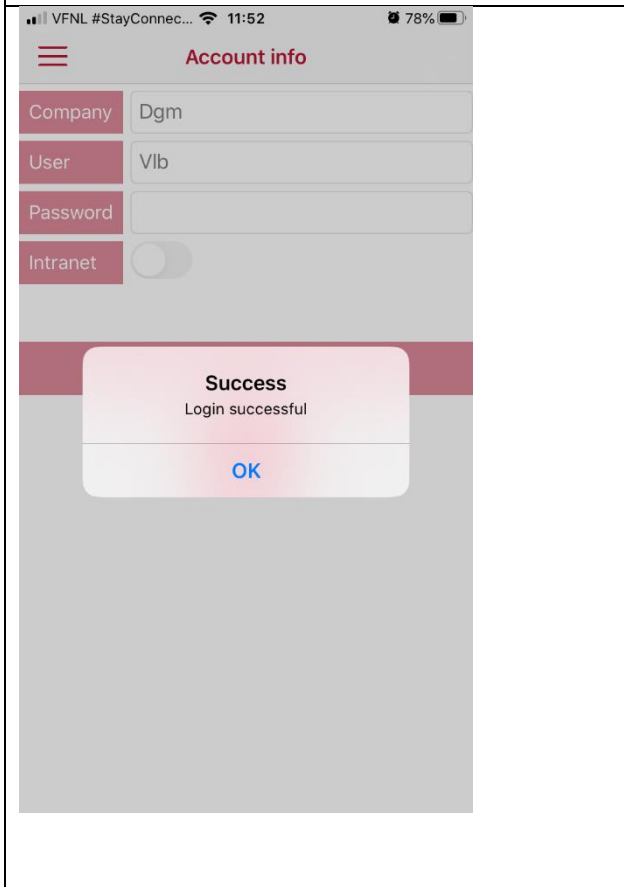 VFNL #StayConnec... 11:52 78%
Account info
Company Dgm
User Vlb
Password
Intranet
Success
Login successful
OK